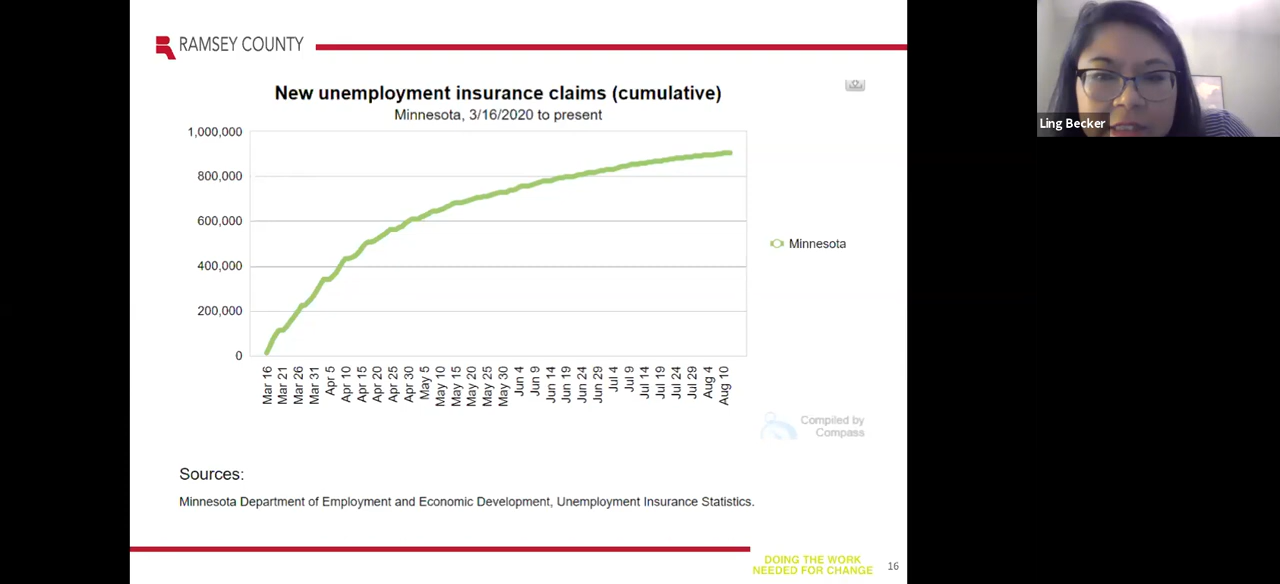 RAMSEY COUNTY
New unemployment insurance claims (cumulative)
Minnesota, 3/16/2020 to present
1,000,000
800,000
600,000
400,000
200,000
0
Mar 16
Mar 21
Mar 26
Mar 31
Apr 5
Apr 10
Apr 15
Apr 20
Apr 25
Apr 30
May 5
May 10
May 15
May 20
May 25
May 30
Jun 4
Jun 9
Jun 14
Jun 19
Jun 24
Jun 29
Jul 4
Jul 9
Jul 14
Jul 19
Jul 24
Jul 29
Aug 4
Aug 10
Minnesota
Compiled by
Compass
Sources:
Minnesota Department of Employment and Economic Development, Unemployment Insurance Statistics.
DOING THE WORK
NEEDED FOR CHANGE
16
Ling Becker